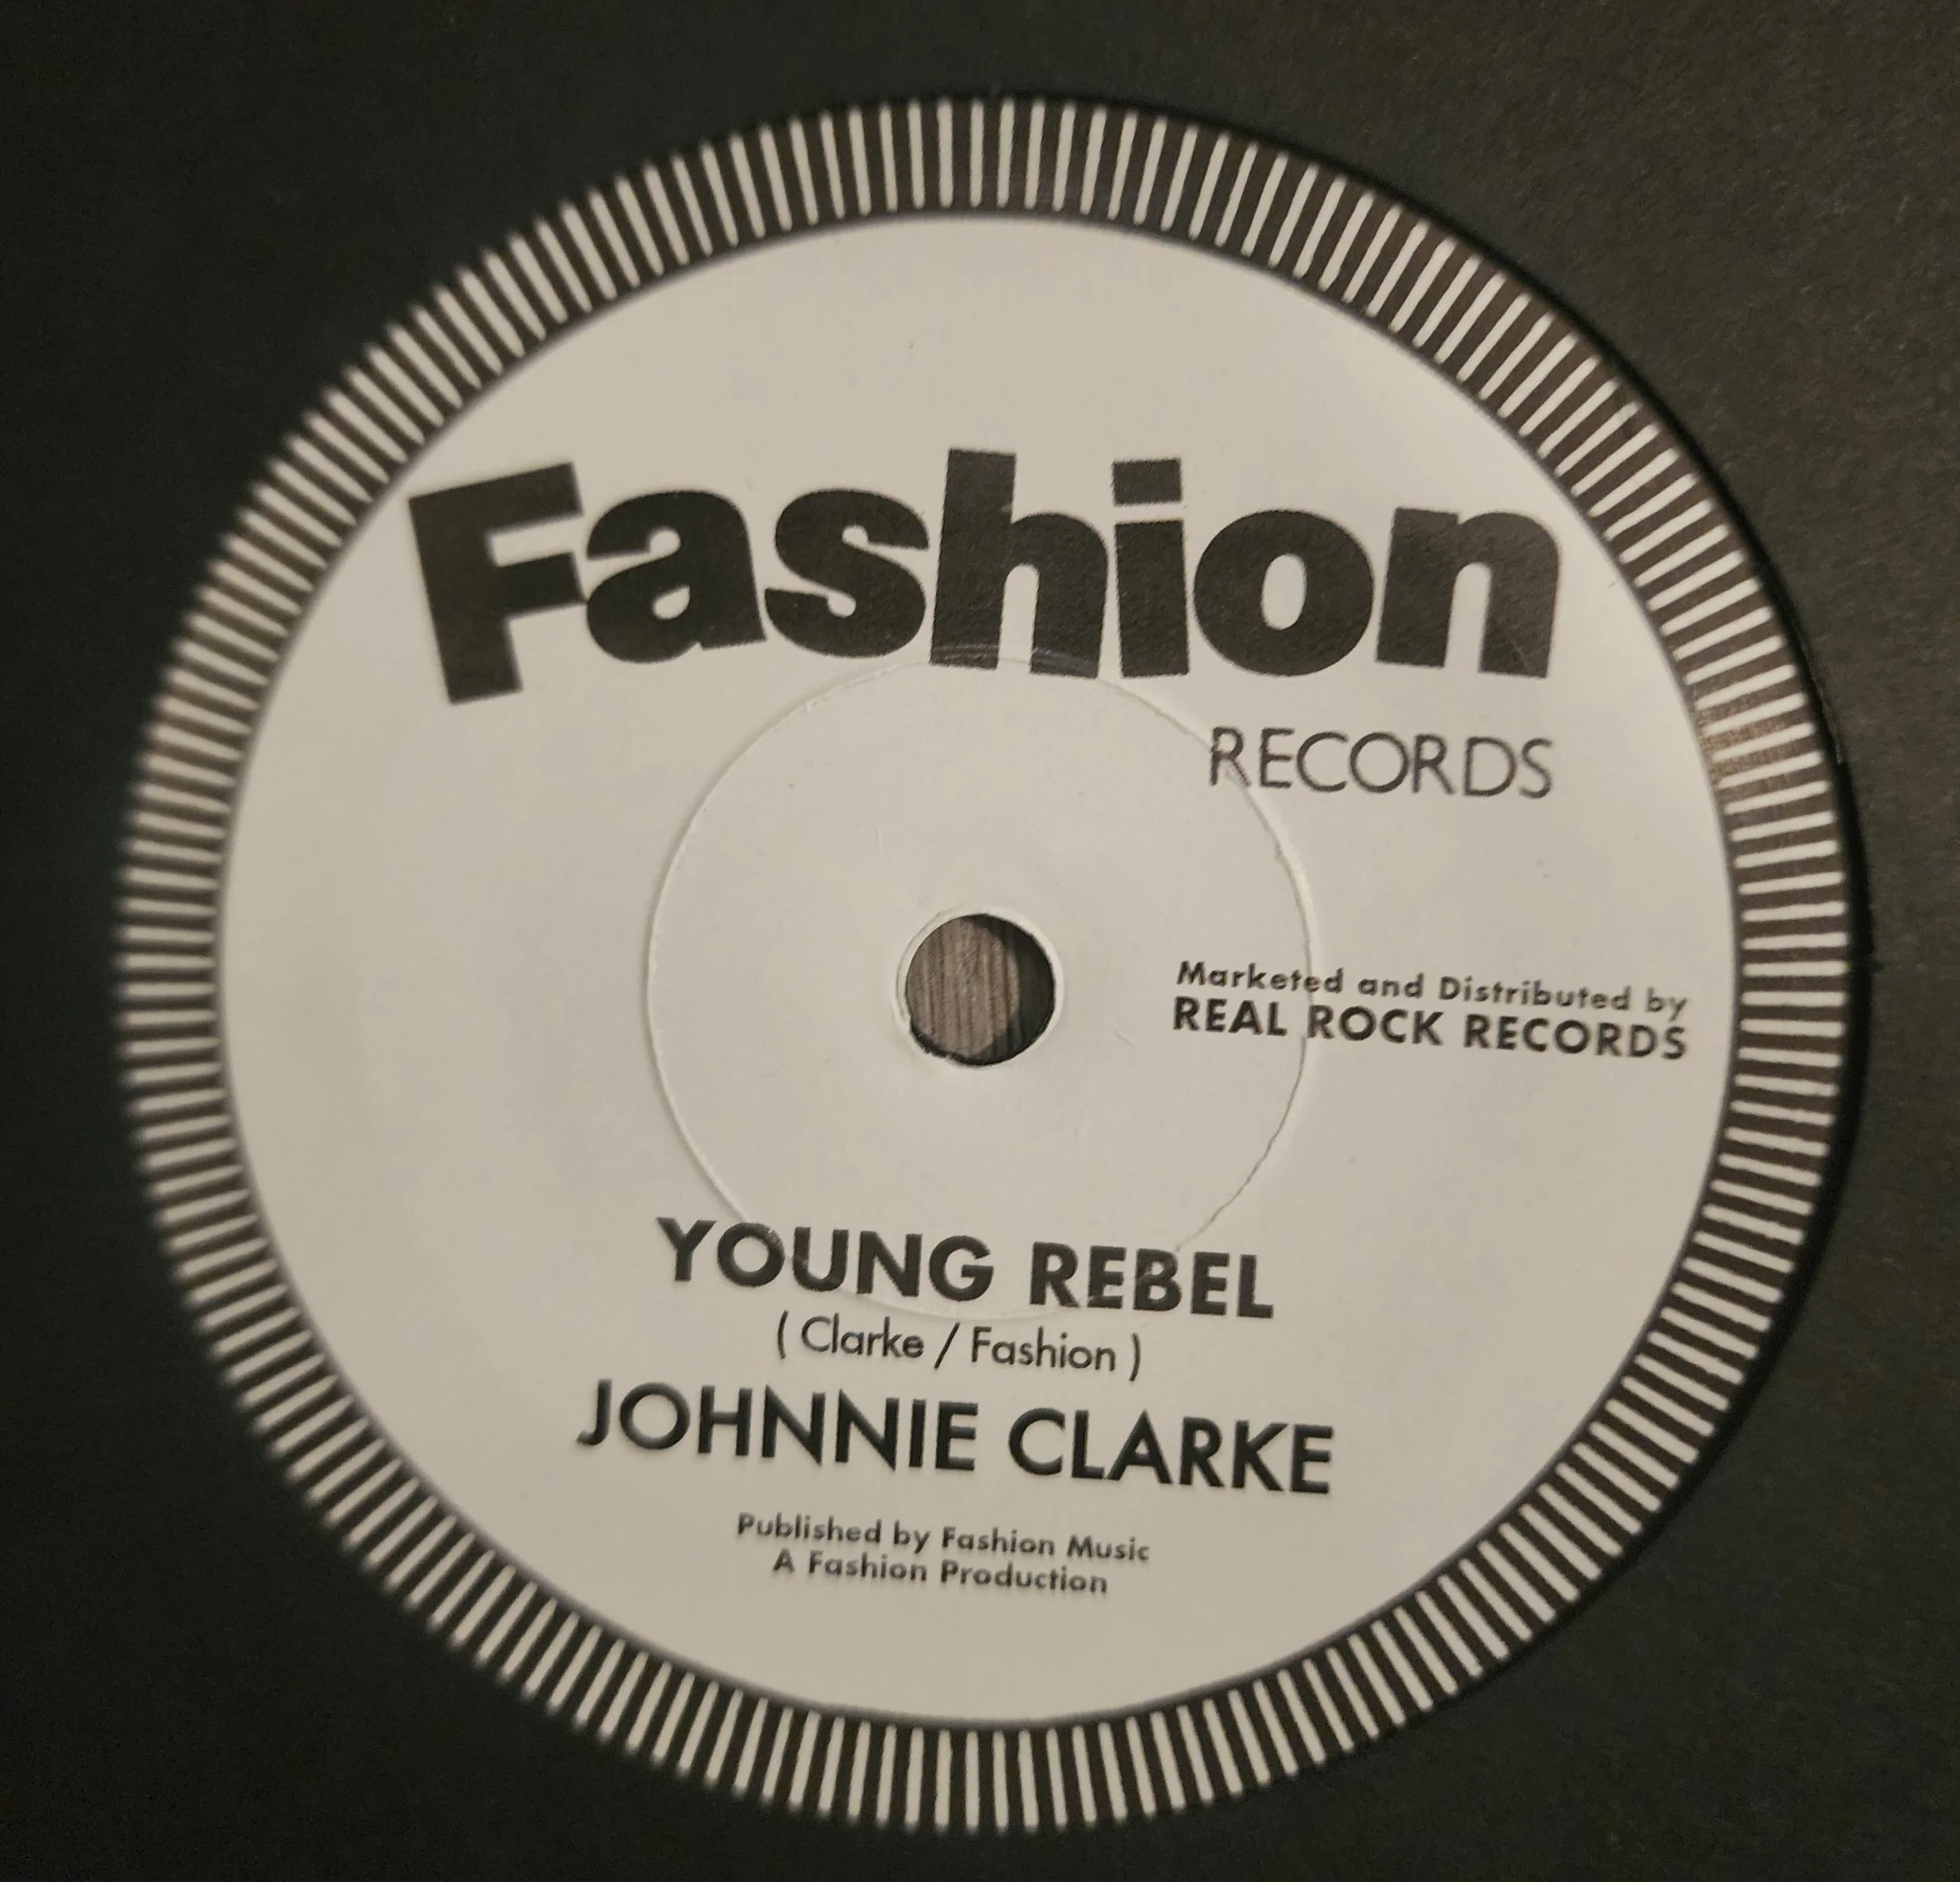 Fashion
RECORDS
Marketed and Distributed by
REAL ROCK RECORDS
YOUNG REBEL
( Clarke / Fashion )
JOHNNIE CLARKE
Published by Fashion Music
A Fashion Production